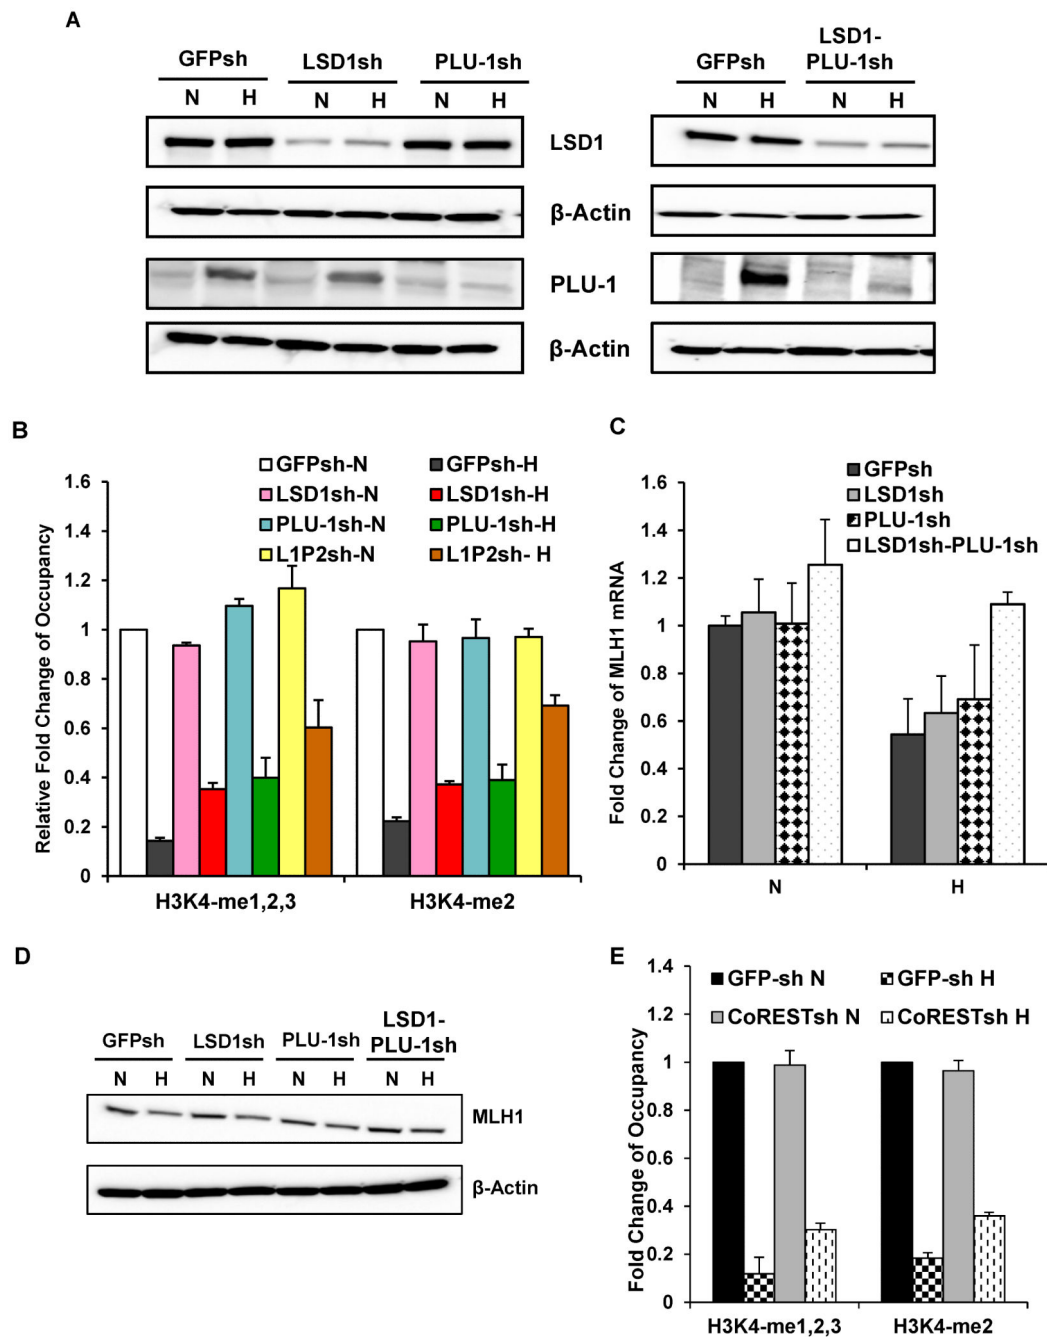 A
GFPsh LSD1sh PLU-1sh
N H N H N H
LSD1
β-Actin
PLU-1
β-Actin
GFPsh LSD1-
PLU-1sh
N H N H
B
GFPsh-N GFPsh-H
LSD1sh-N LSD1sh-H
PLU-1sh-N PLU-1sh-H
L1P2sh-N L1P2sh- H
Relative Fold Change of Occupancy
1.6
1.4
1.2
1
0.8
0.6
0.4
0.2
0
H3K4-me1,2,3 H3K4-me2
C
GFPsh
LSD1sh
PLU-1sh
LSD1sh-PLU-1sh
Fold Change of MLH1 mRNA
1.6
1.4
1.2
1
0.8
0.6
0.4
0.2
0
N H
D
GFPsh LSD1sh PLU-1sh LSD1-
PLU-1sh
N H N H N H N H
MLH1
β-Actin
E
GFP-sh N GFP-sh H
CoRESTsh N CoRESTsh H
Fold Change of Occupancy
1.4
1.2
1
0.8
0.6
0.4
0.2
0
H3K4-me1,2,3 H3K4-me2